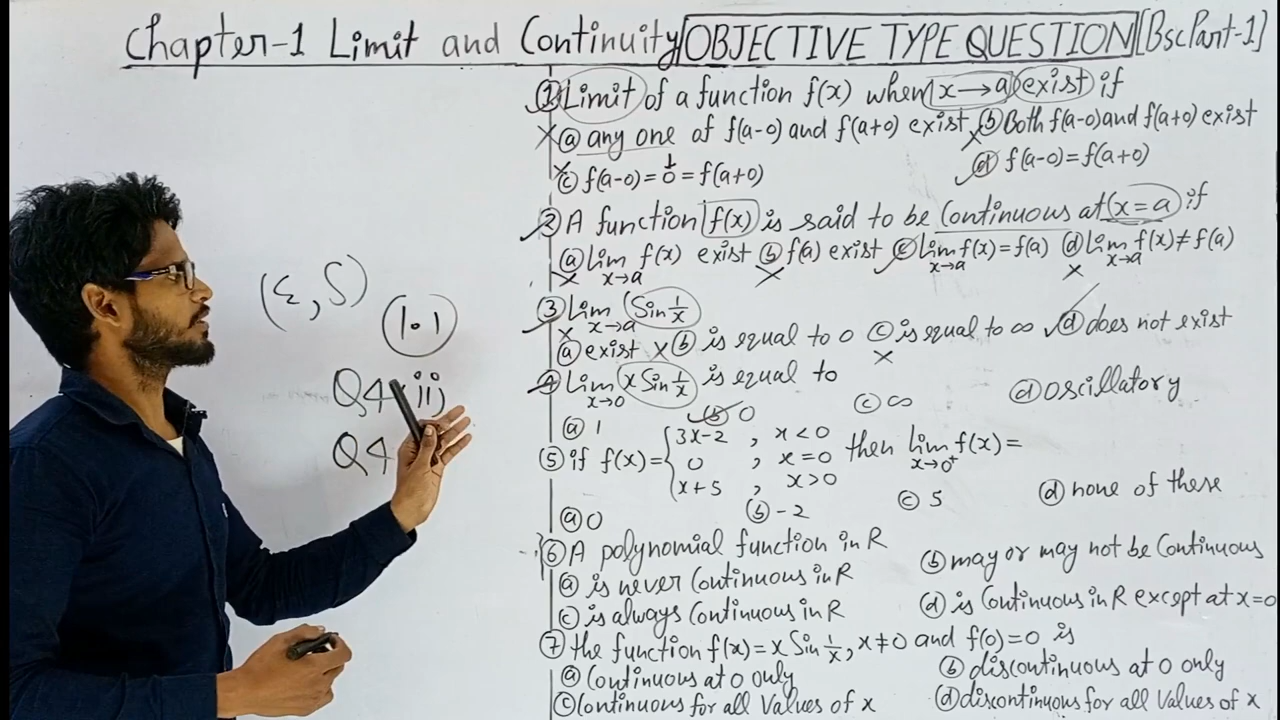 Chapter-1 Limit and Continuity OBJECTIVE TYPE QUESTION [Bsc Part-1]
① Limit of a function f(x) when x→a exist if
ⓐ any one of f(a-0) and f(a+0) exist ⓑ Both f(a-0) and f(a+0) exist
ⓒ f(a-0) = 1/0 = f(a+0) ⓓ f(a-0) = f(a+0)
② A function f(x) is said to be Continuous at x=a if
ⓐ lim x→a f(x) exist ⓑ f(a) exist ⓒ lim x→a f(x) = f(a) ⓓ lim x→a f(x) ≠ f(a)
③ Lim x→a Sin 1/x
ⓐ exist ⓑ is equal to 0 ⓒ is equal to ∞ ⓓ does not exist
④ Lim x→0 x Sin 1/x is equal to
ⓐ 1 ⓑ 0 ⓒ ∞ ⓓ oscillatory
⑤ if f(x) = { 3x-2 , x<0
0 , x=0
x+5 , x>0 then lim x→0⁺ f(x) =
ⓐ 0 ⓑ -2 ⓒ 5 ⓓ none of these
⑥ A polynomial function in R
ⓐ is never Continuous in R ⓑ may or may not be Continuous
ⓒ is always Continuous in R ⓓ is Continuous in R except at x=0
⑦ the function f(x) = x Sin 1/x, x≠0 and f(0)=0 is
ⓐ Continuous at 0 only ⓑ discontinuous at 0 only
ⓒ Continuous for all Values of x ⓓ discontinuous for all Values of x
(ε, δ)
1.1
Q4 ii)
Q4